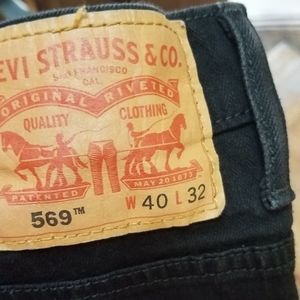 EVI STRAUSS & CO.
SAN FRANCISCO
CAL
ORIGINAL RIVETED
QUALITY CLOTHING
PATENTED MAY 20 1873
569™
W 40 L 32